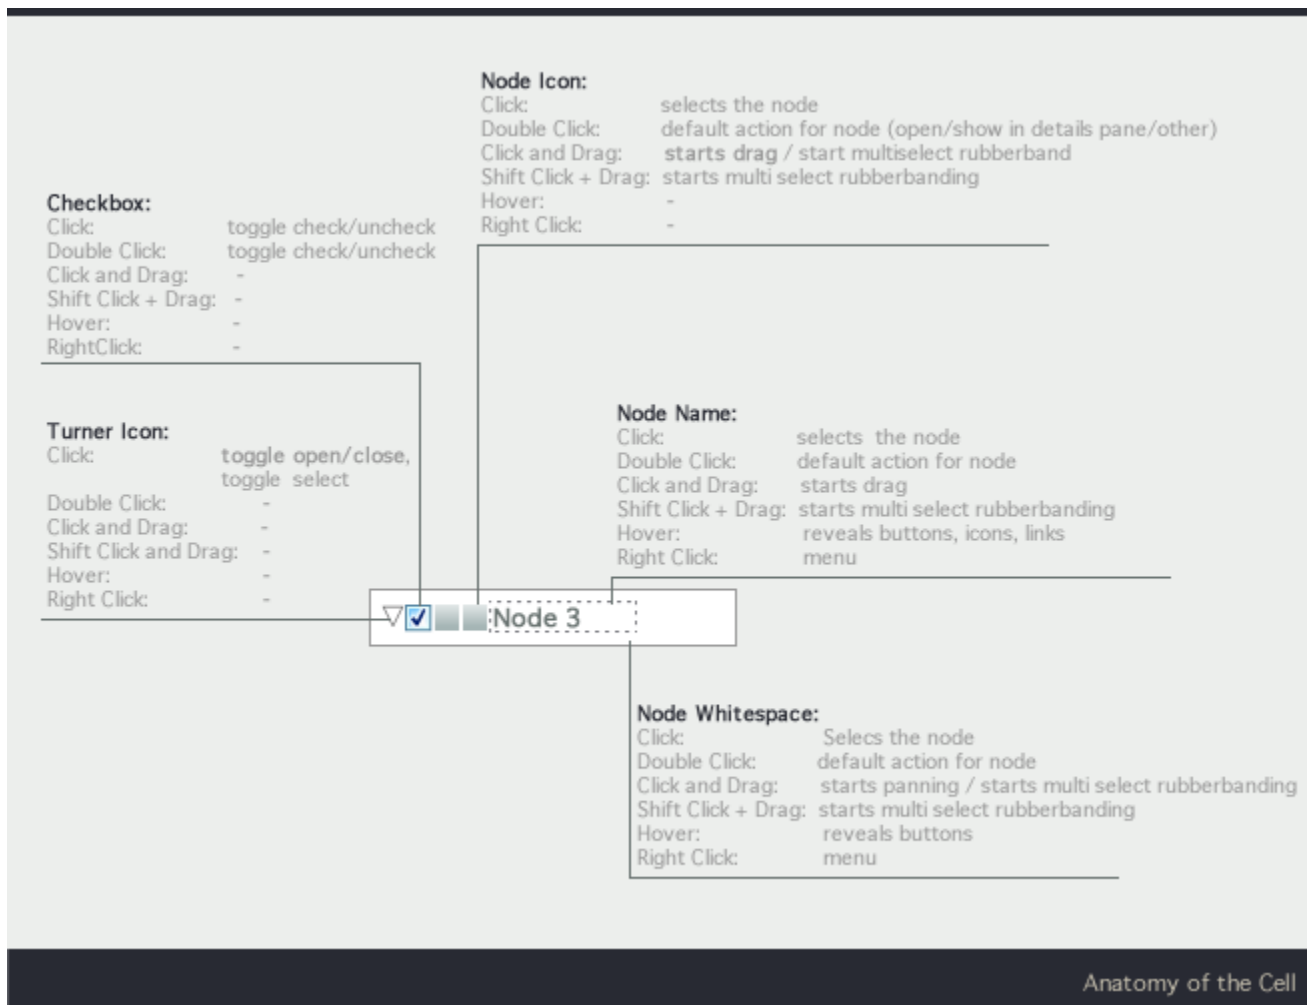 Node Icon:
Click: selects the node
Double Click: default action for node (open/show in details pane/other)
Click and Drag: starts drag / start multiselect rubberband
Shift Click + Drag: starts multi select rubberbanding
Hover: -
Right Click: -
Checkbox:
Click: toggle check/uncheck
Double Click: toggle check/uncheck
Click and Drag: -
Shift Click + Drag: -
Hover: -
RightClick: -
Turner Icon:
Click: toggle open/close,
toggle select
Double Click: -
Click and Drag: -
Shift Click and Drag: -
Hover: -
Right Click: -
Node Name:
Click: selects the node
Double Click: default action for node
Click and Drag: starts drag
Shift Click + Drag: starts multi select rubberbanding
Hover: reveals buttons, icons, links
Right Click: menu
Node 3
Node Whitespace:
Click: Selecs the node
Double Click: default action for node
Click and Drag: starts panning / starts multi select rubberbanding
Shift Click + Drag: starts multi select rubberbanding
Hover: reveals buttons
Right Click: menu
Anatomy of the Cell